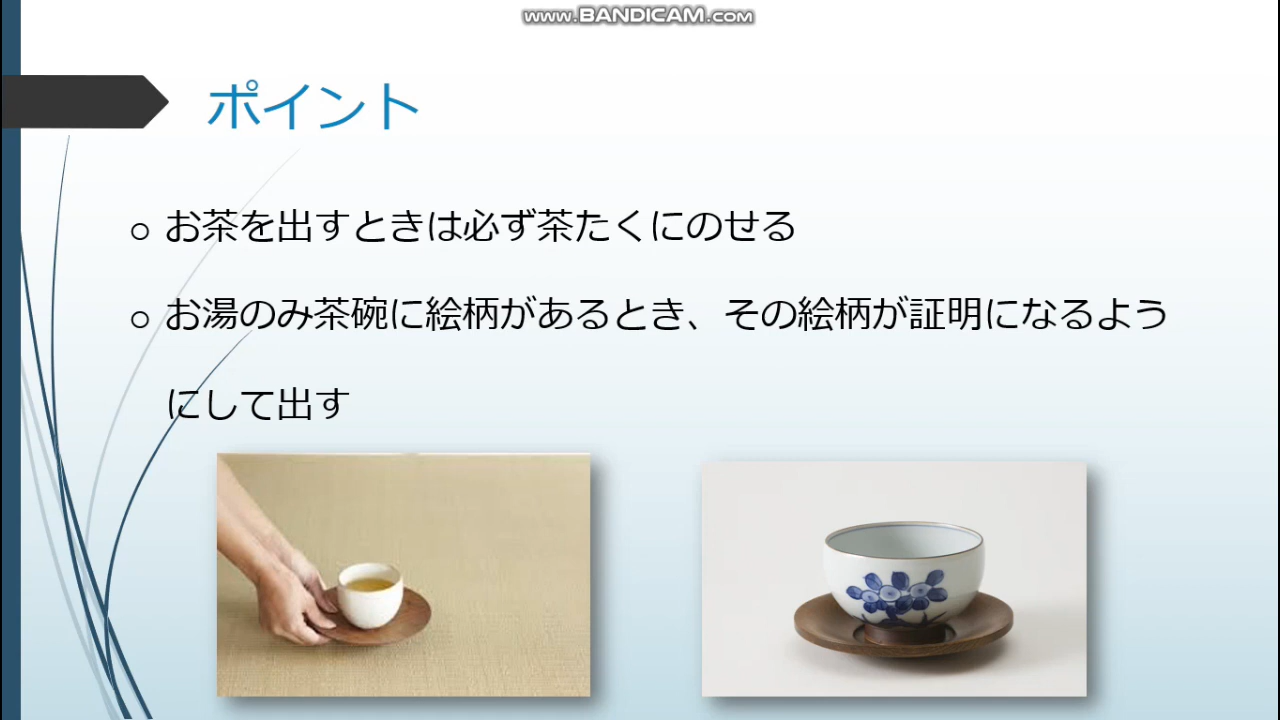 www.BANDICAM.com
ポイント
お茶を出すときは必ず茶たくにのせる
お湯のみ茶碗に絵柄があるとき、その絵柄が証明になるよう
にして出す